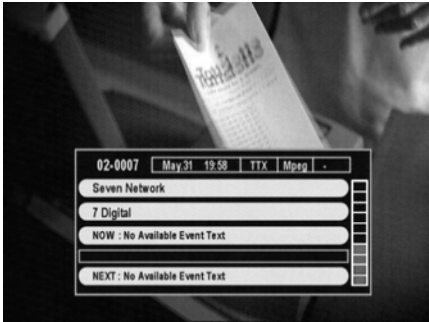 02-0007 May.31 19:58 TTX Mpeg -
Seven Network
7 Digital
NOW : No Available Event Text
NEXT : No Available Event Text